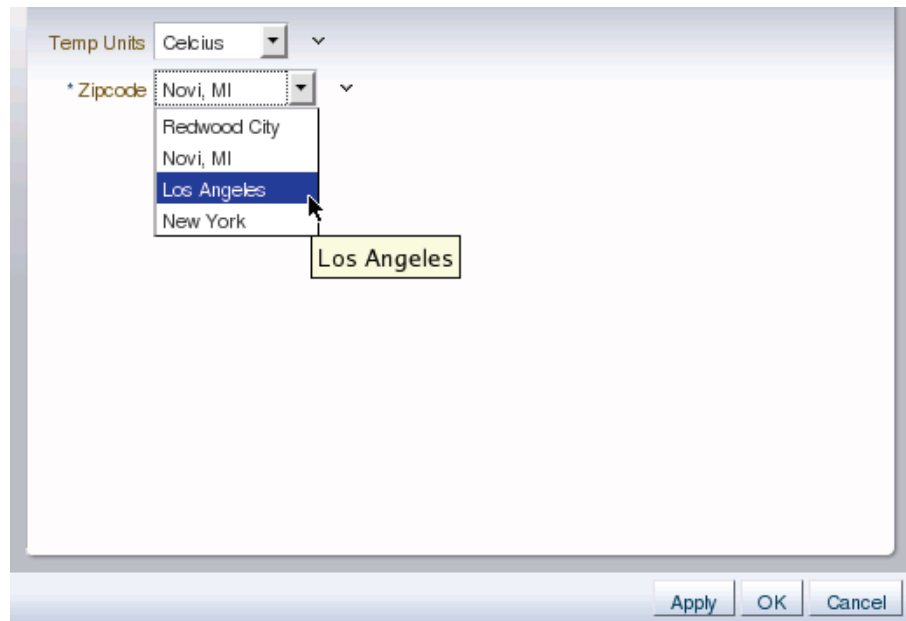 Temp Units Celcius
* Zipcode Novi, MI
Redwood City
Novi, MI
Los Angeles
New York
Los Angeles
Apply OK Cancel